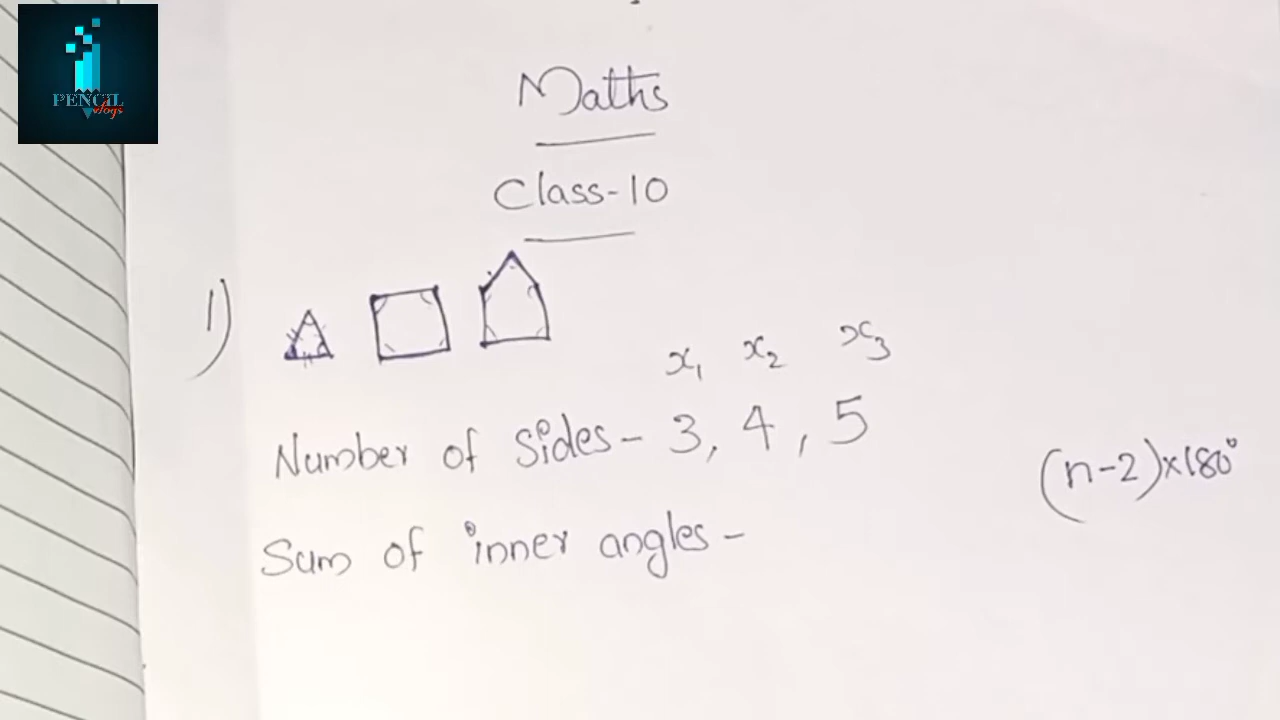 PENCIL
vlogs
Maths
Class-10
1)
x₁ x₂ x₃
Number of Sides - 3, 4, 5
(n-2)×180°
Sum of inner angles -